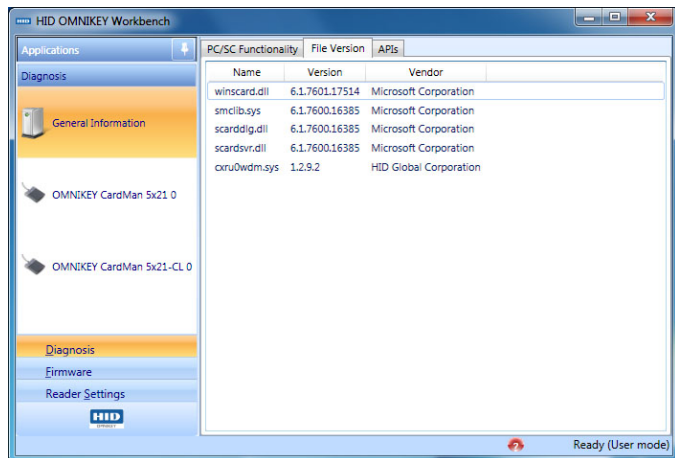 HID OMNIKEY Workbench
Applications
Diagnosis
General Information
OMNIKEY CardMan 5x21 0
OMNIKEY CardMan 5x21-CL 0
Diagnosis
Firmware
Reader Settings
HID
PC/SC Functionality File Version APIs
Name Version Vendor
winscard.dll 6.1.7601.17514 Microsoft Corporation
smclib.sys 6.1.7600.16385 Microsoft Corporation
scarddlg.dll 6.1.7600.16385 Microsoft Corporation
scardsvr.dll 6.1.7600.16385 Microsoft Corporation
cxru0wdm.sys 1.2.9.2 HID Global Corporation
Ready (User mode)